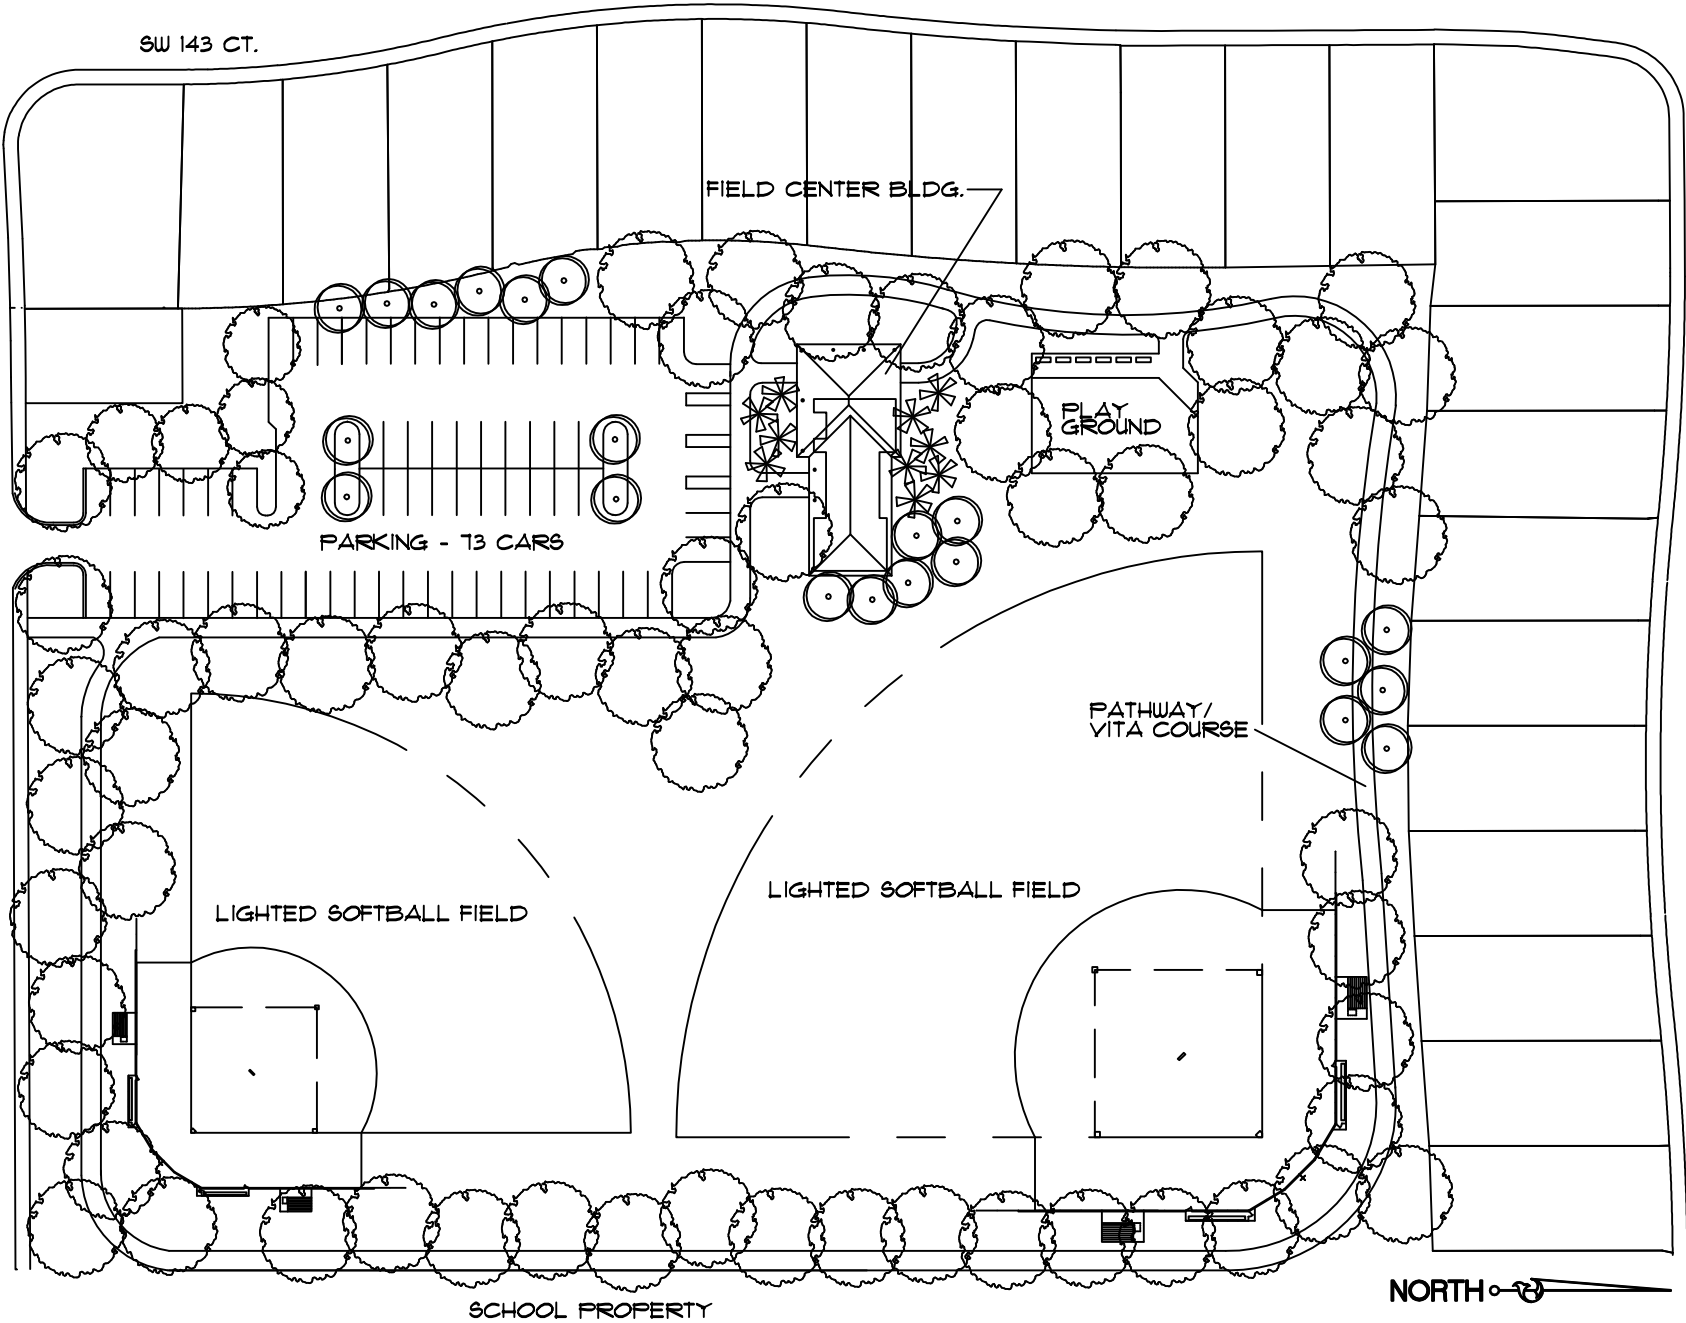 SW 143 CT.
FIELD CENTER BLDG.
PLAY
GROUND
PARKING - 73 CARS
PATHWAY/
VITA COURSE
LIGHTED SOFTBALL FIELD
LIGHTED SOFTBALL FIELD
NORTH
SCHOOL PROPERTY